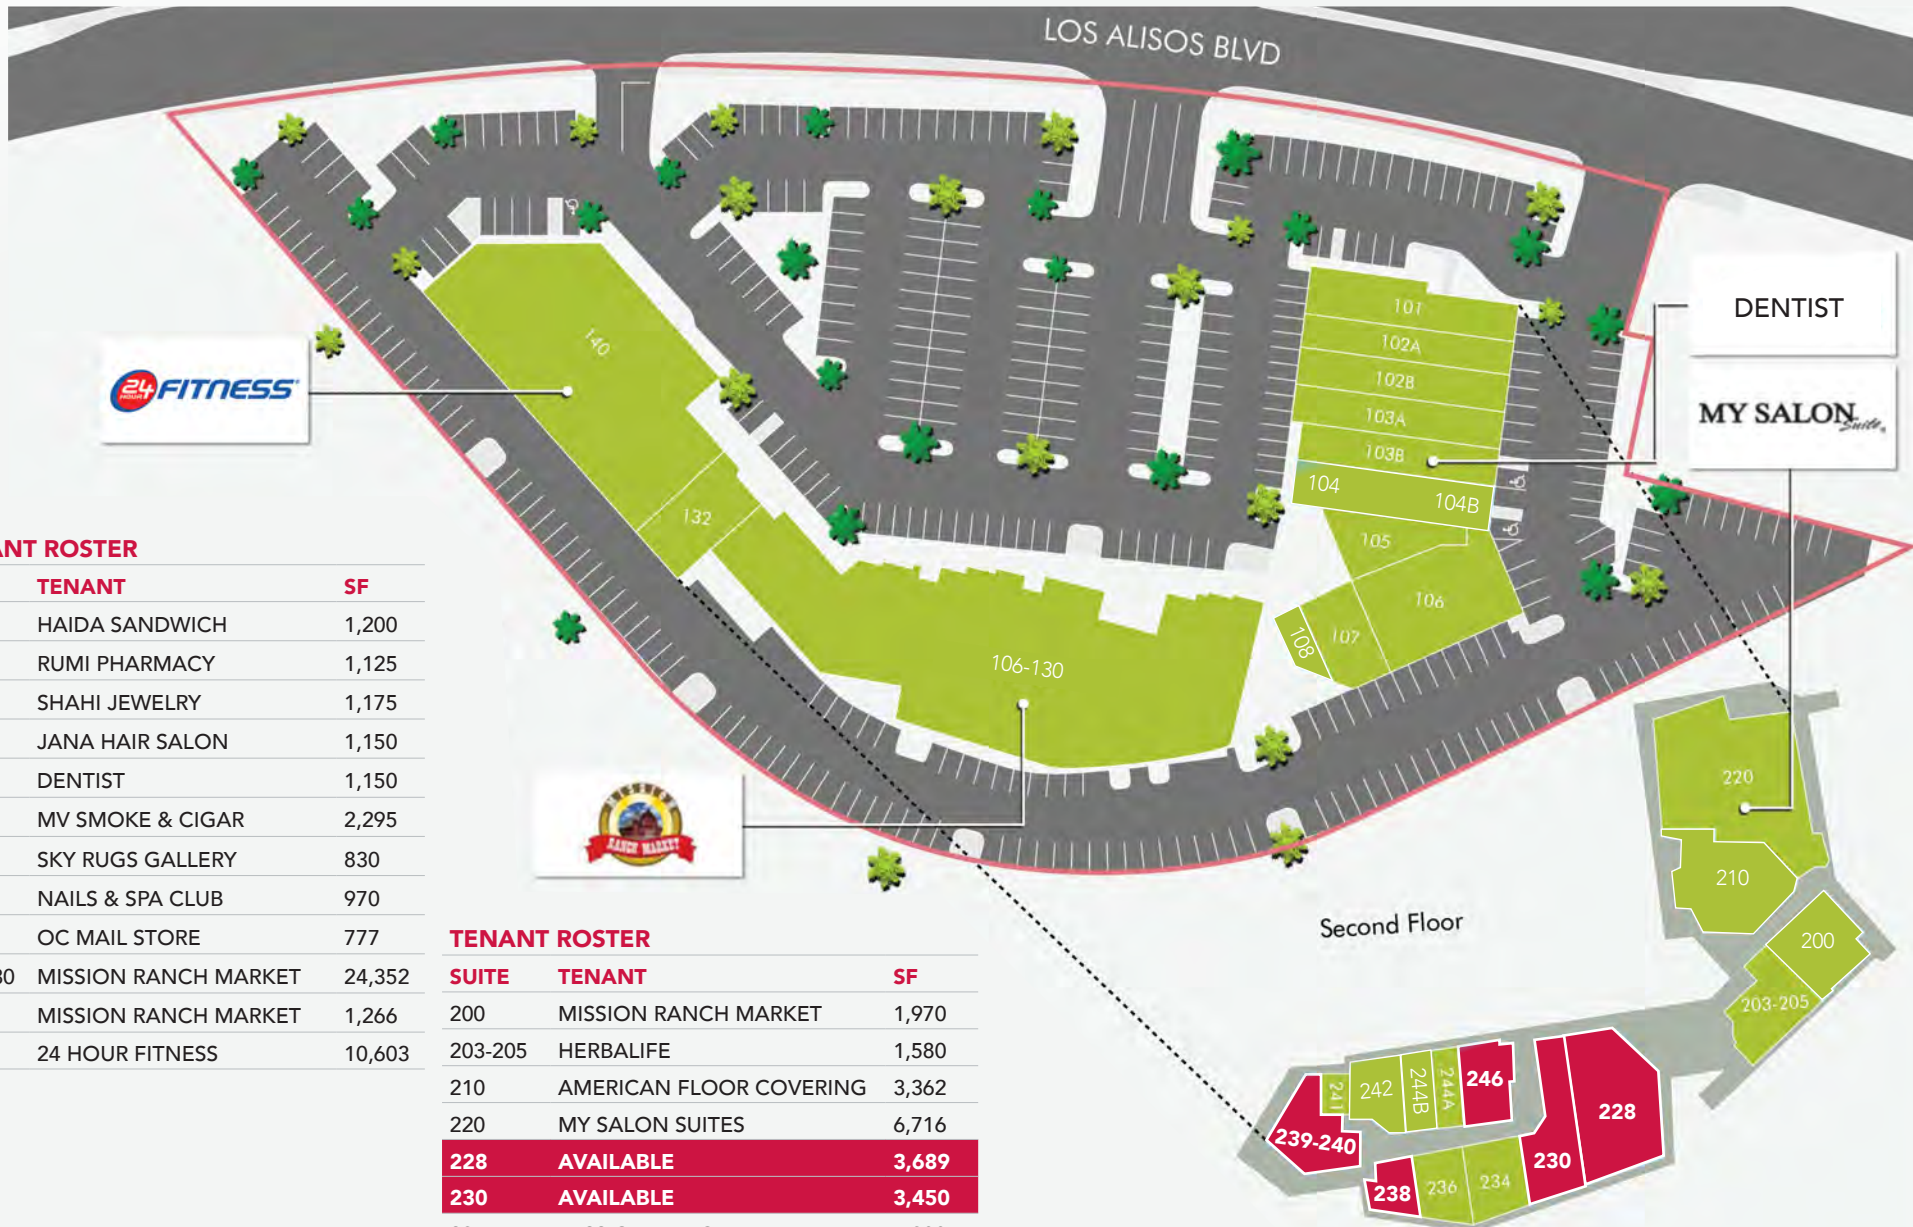 LOS ALISOS BLVD
DENTIST
MY SALON
Suite
24 HOUR FITNESS
140
132
101
102A
102B
103A
103B
104
104B
105
106
107
108
106-130
MISSION
RANCH MARKET
ANT ROSTER
TENANT SF
HAIDA SANDWICH 1,200
RUMI PHARMACY 1,125
SHAHI JEWELRY 1,175
JANA HAIR SALON 1,150
DENTIST 1,150
MV SMOKE & CIGAR 2,295
SKY RUGS GALLERY 830
NAILS & SPA CLUB 970
OC MAIL STORE 777
30 MISSION RANCH MARKET 24,352
MISSION RANCH MARKET 1,266
24 HOUR FITNESS 10,603
TENANT ROSTER
SUITE TENANT SF
200 MISSION RANCH MARKET 1,970
203-205 HERBALIFE 1,580
210 AMERICAN FLOOR COVERING 3,362
220 MY SALON SUITES 6,716
228 AVAILABLE 3,689
230 AVAILABLE 3,450
Second Floor
220
210
200
203-205
241
242
244B
244A
246
228
239-240
230
238
236
234